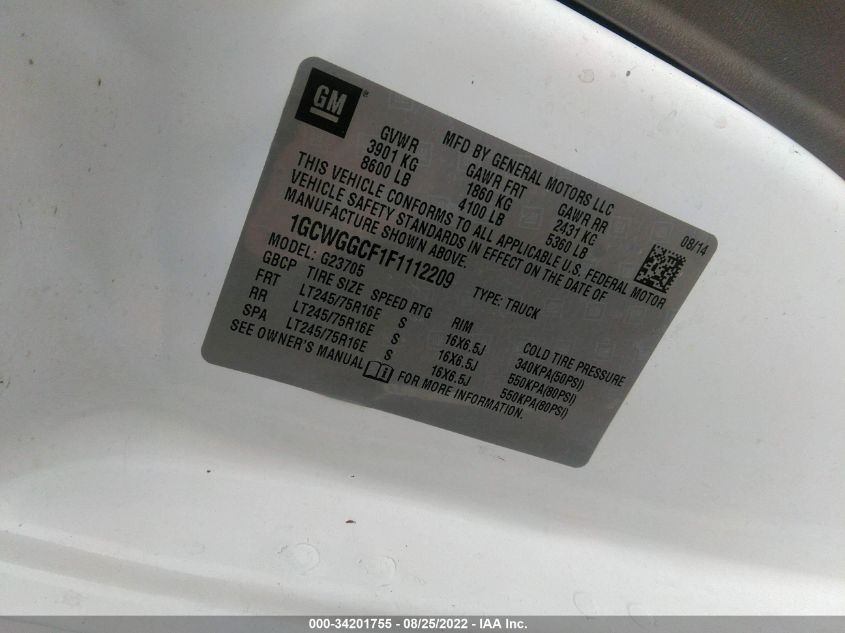 GM ®
MFD BY GENERAL MOTORS LLC
08/14
GVWR GAWR FRT GAWR RR
3901 KG 1860 KG 2431 KG
8600 LB 4100 LB 5360 LB
THIS VEHICLE CONFORMS TO ALL APPLICABLE U.S. FEDERAL MOTOR
VEHICLE SAFETY STANDARDS IN EFFECT ON THE DATE OF
MANUFACTURE SHOWN ABOVE.
1GCWGGCF1F1112209
MODEL: G23705 TYPE: TRUCK
GBCP TIRE SIZE SPEED RTG RIM COLD TIRE PRESSURE
FRT LT245/75R16E S 16X6.5J 340KPA(50PSI)
RR LT245/75R16E S 16X6.5J 550KPA(80PSI)
SPA LT245/75R16E S 16X6.5J 550KPA(80PSI)
SEE OWNER'S MANUAL FOR MORE INFORMATION.
000-34201755 - 08/25/2022 - IAA Inc.